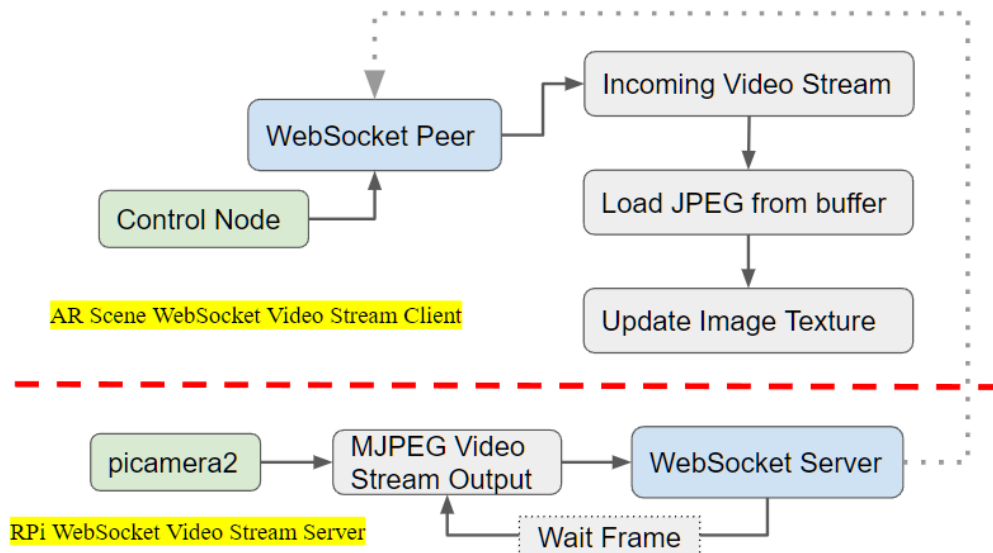 Incoming Video Stream
WebSocket Peer
Load JPEG from buffer
Control Node
AR Scene WebSocket Video Stream Client
Update Image Texture
picamera2
MJPEG Video
Stream Output
WebSocket Server
RPi WebSocket Video Stream Server
Wait Frame